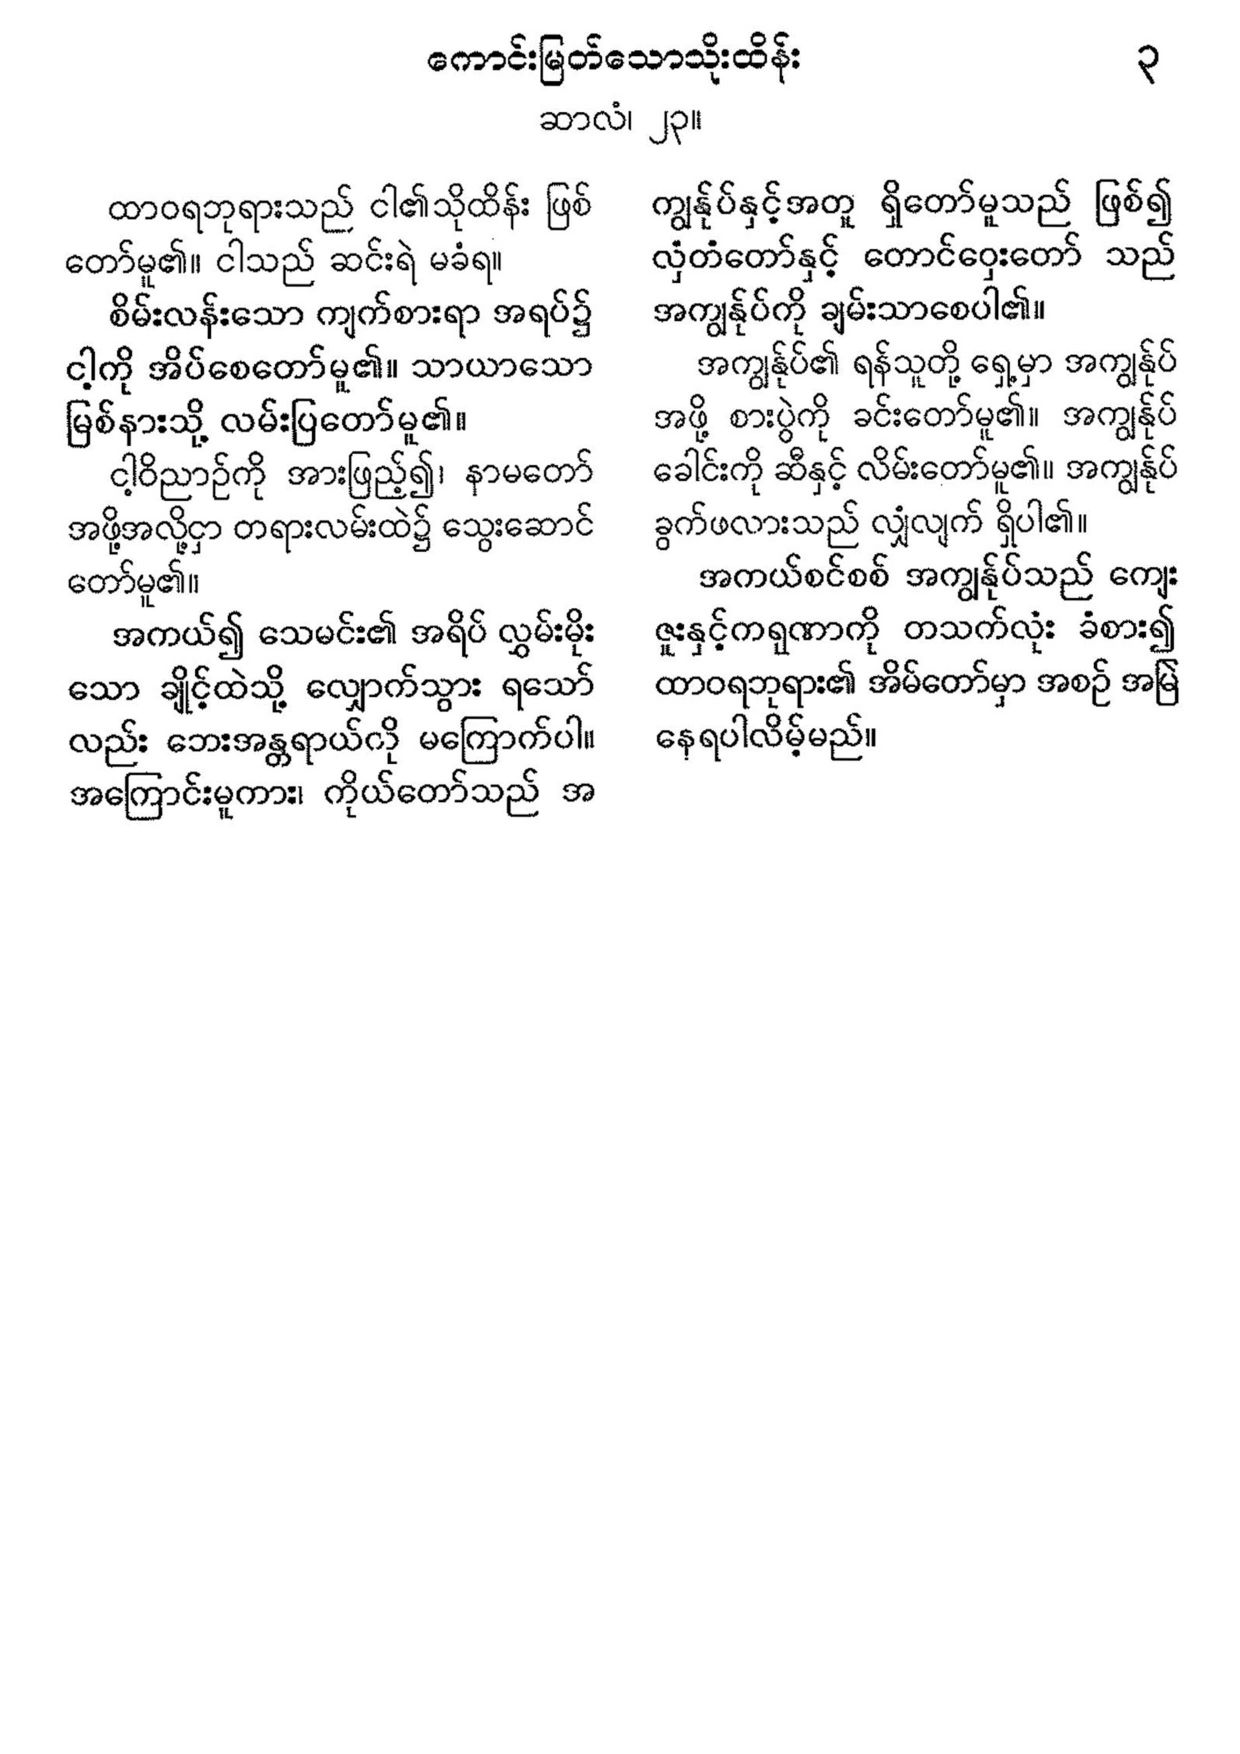 ကောင်းမြတ်သောသိုးထိန်း ၃
ဆာလံ၊ ၂၃။
ထာဝရဘုရားသည် ငါ၏သိုထိန်း ဖြစ်
တော်မူ၏။ ငါသည် ဆင်းရဲ မခံရ။
စိမ်းလန်းသော ကျက်စားရာ အရပ်၌
ငါ့ကို အိပ်စေတော်မူ၏။ သာယာသော
မြစ်နားသို့ လမ်းပြတော်မူ၏။
ငါ့ဝိညာဉ်ကို အားဖြည့်၍၊ နာမတော်
အဖို့အလို့ငှာ တရားလမ်းထဲ၌ သွေးဆောင်
တော်မူ၏။
အကယ်၍ သေမင်း၏ အရိပ် လွှမ်းမိုး
သော ချိုင့်ထဲသို့ လျှောက်သွား ရသော်
လည်း ဘေးအန္တရာယ်ကို မကြောက်ပါ။
အကြောင်းမူကား၊ ကိုယ်တော်သည် အ
ကျွန်ုပ်နှင့်အတူ ရှိတော်မူသည် ဖြစ်၍
လှံတံတော်နှင့် တောင်ဝှေးတော် သည်
အကျွန်ုပ်ကို ချမ်းသာစေပါ၏။
အကျွန်ုပ်၏ ရန်သူတို့ ရှေ့မှာ အကျွန်ုပ်
အဖို့ စားပွဲကို ခင်းတော်မူ၏။ အကျွန်ုပ်
ခေါင်းကို ဆီနှင့် လိမ်းတော်မူ၏။ အကျွန်ုပ်
ခွက်ဖလားသည် လျှံလျက် ရှိပါ၏။
အကယ်စင်စစ် အကျွန်ုပ်သည် ကျေး
ဇူးနှင့်ကရုဏာကို တသက်လုံး ခံစား၍
ထာဝရဘုရား၏ အိမ်တော်မှာ အစဉ် အမြဲ
နေရပါလိမ့်မည်။